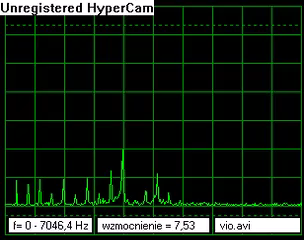 Unregistered HyperCam
f= 0 - 7046,4 Hz
wzmocnienie = 7,53
vio.avi